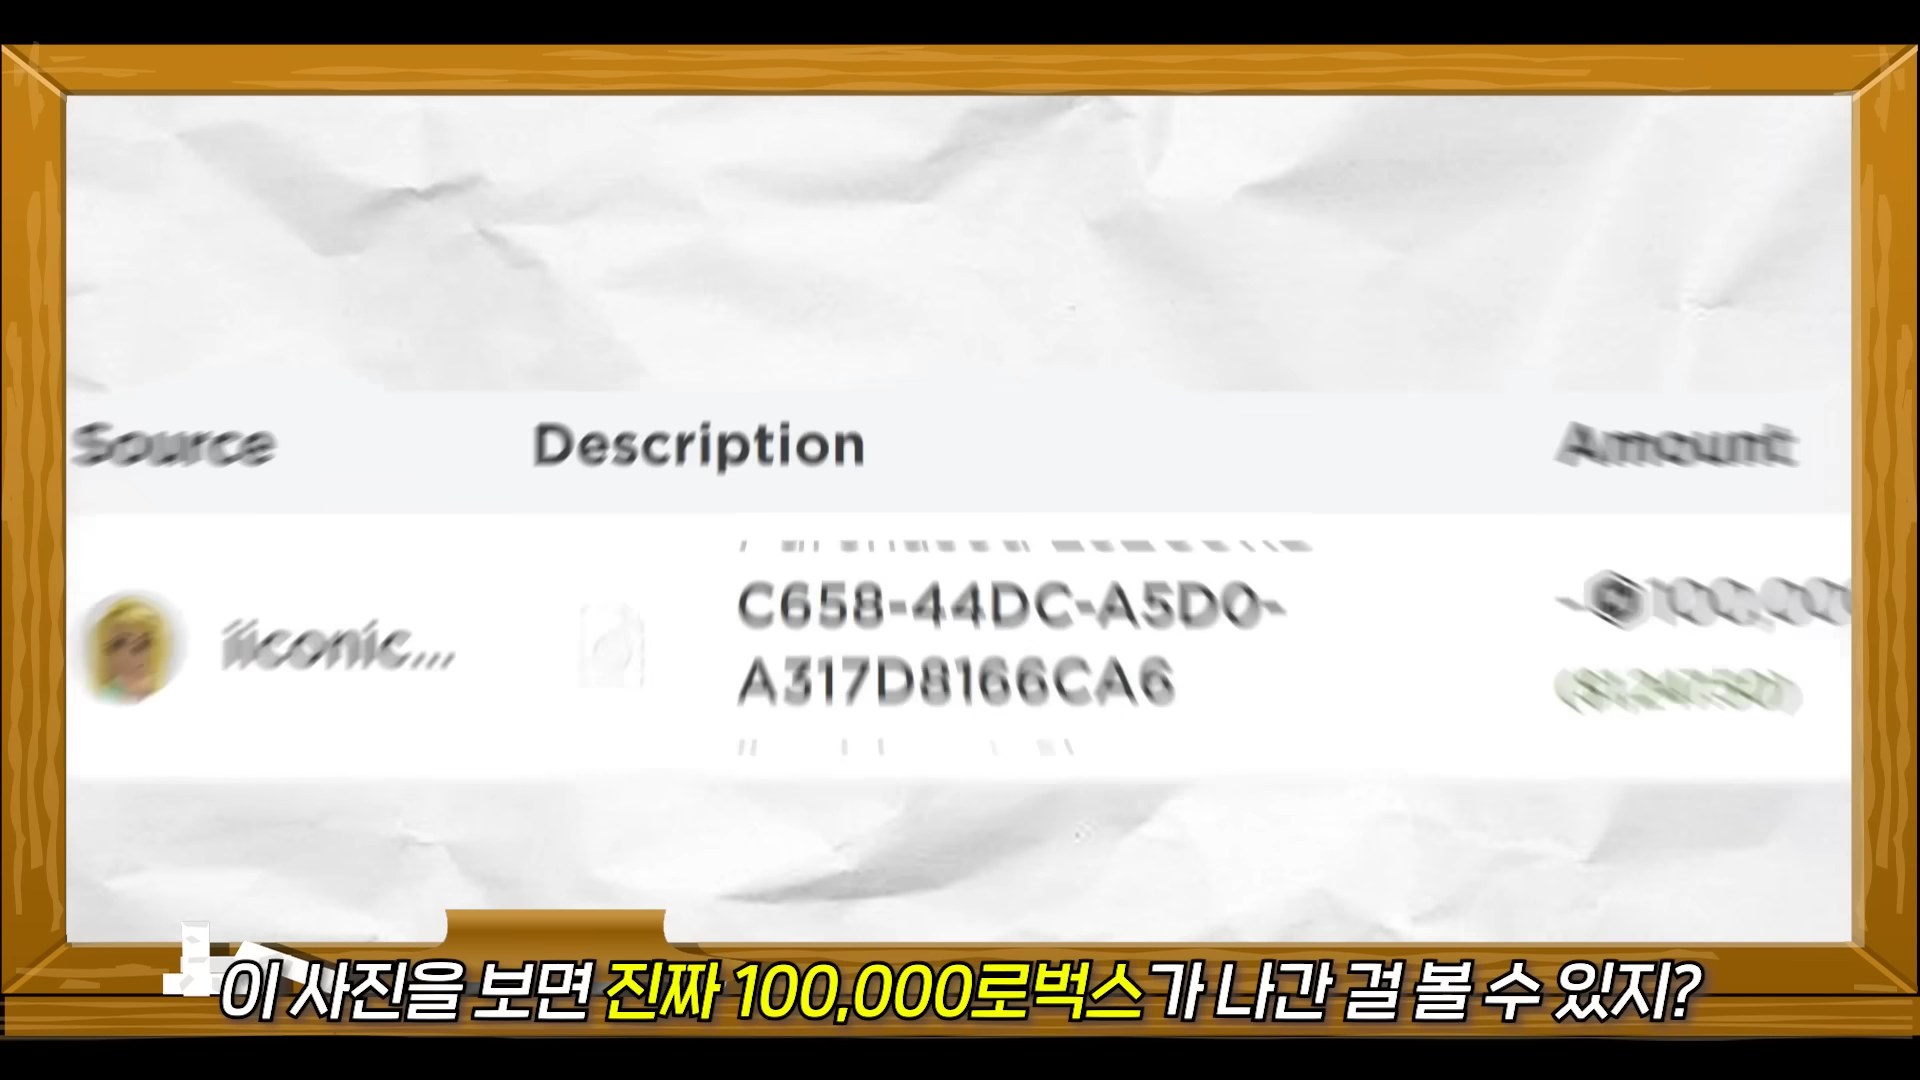 Source Description Amount
C658-44DC-A5D0-
iiconic... A317D8166CA6
이 사진을 보면 진짜 100,000로벅스가 나간 걸 볼 수 있지?